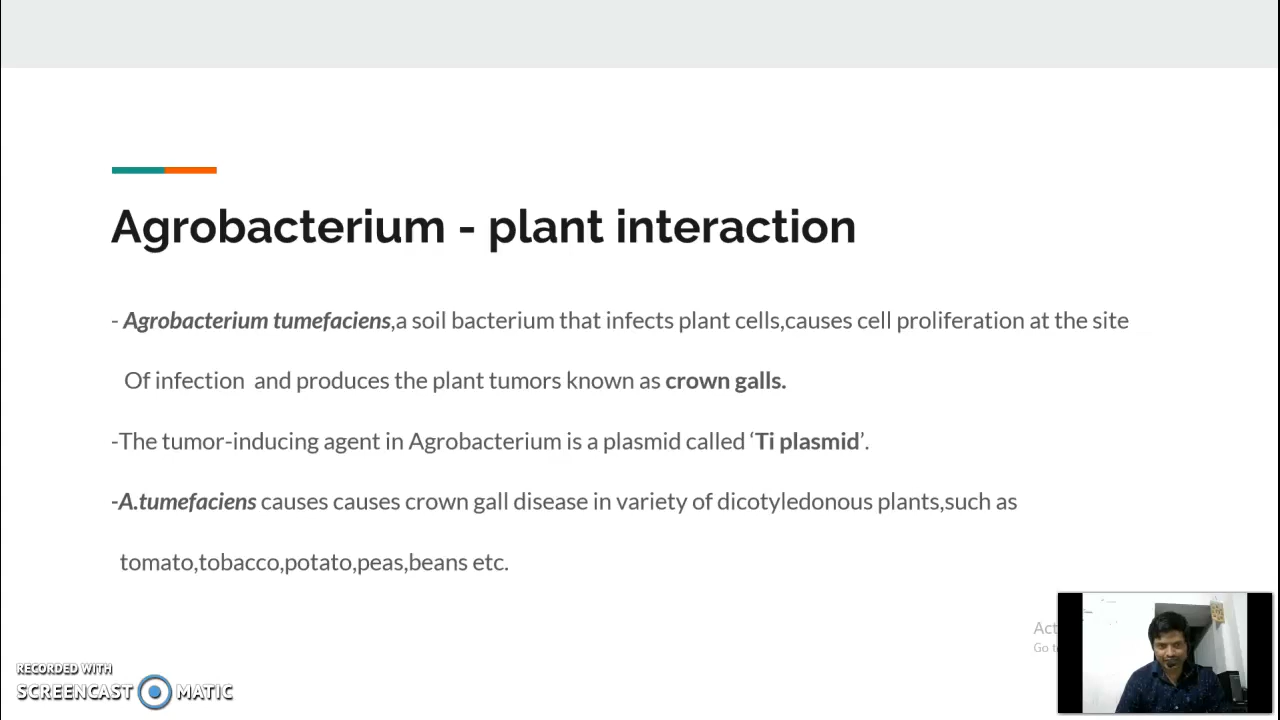 Agrobacterium - plant interaction
- Agrobacterium tumefaciens,a soil bacterium that infects plant cells,causes cell proliferation at the site
Of infection and produces the plant tumors known as crown galls.
-The tumor-inducing agent in Agrobacterium is a plasmid called ‘Ti plasmid’.
-A.tumefaciens causes causes crown gall disease in variety of dicotyledonous plants,such as
tomato,tobacco,potato,peas,beans etc.
Act
Go t
RECORDED WITH
SCREENCAST MATIC